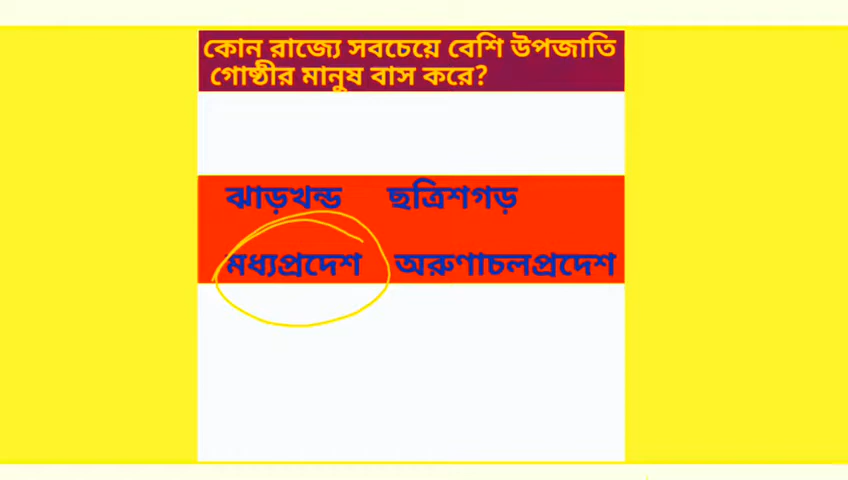 কোন রাজ্যে সবচেয়ে বেশি উপজাতি
গোষ্ঠীর মানুষ বাস করে?
ঝাড়খন্ড ছত্রিশগড়
মধ্যপ্রদেশ অরুণাচলপ্রদেশ